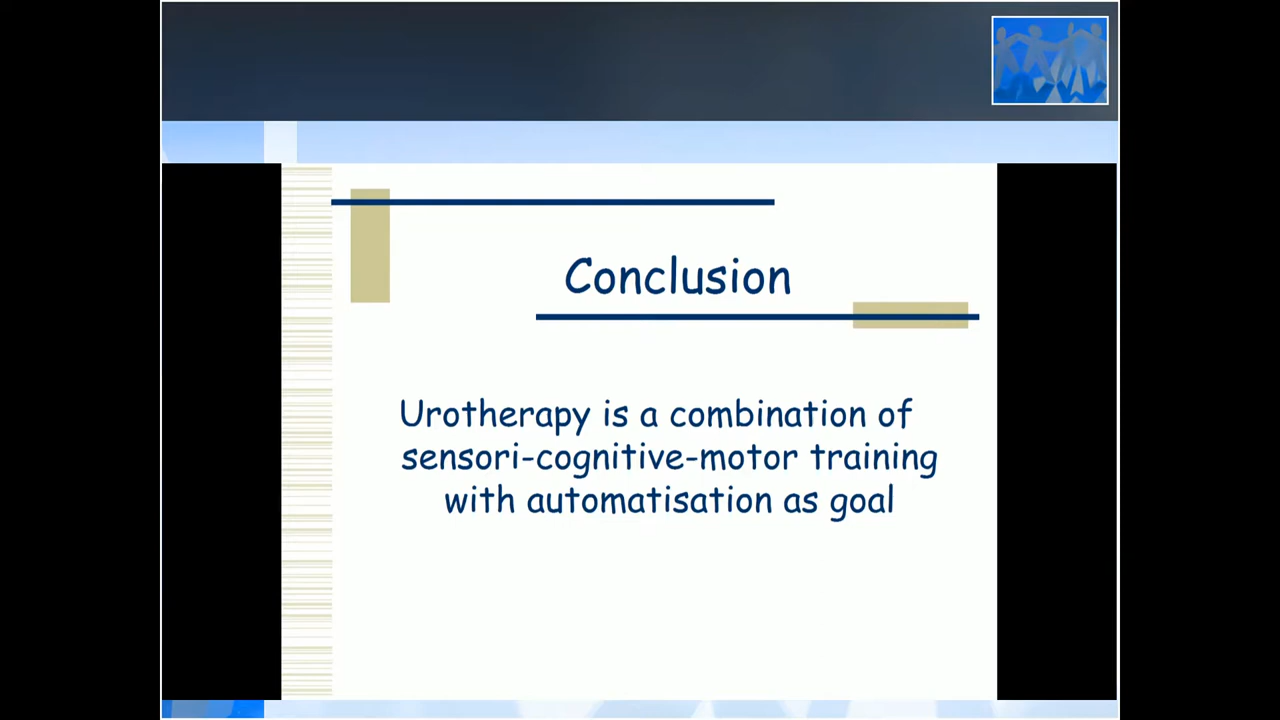 Conclusion
Urotherapy is a combination of
sensori-cognitive-motor training
with automatisation as goal